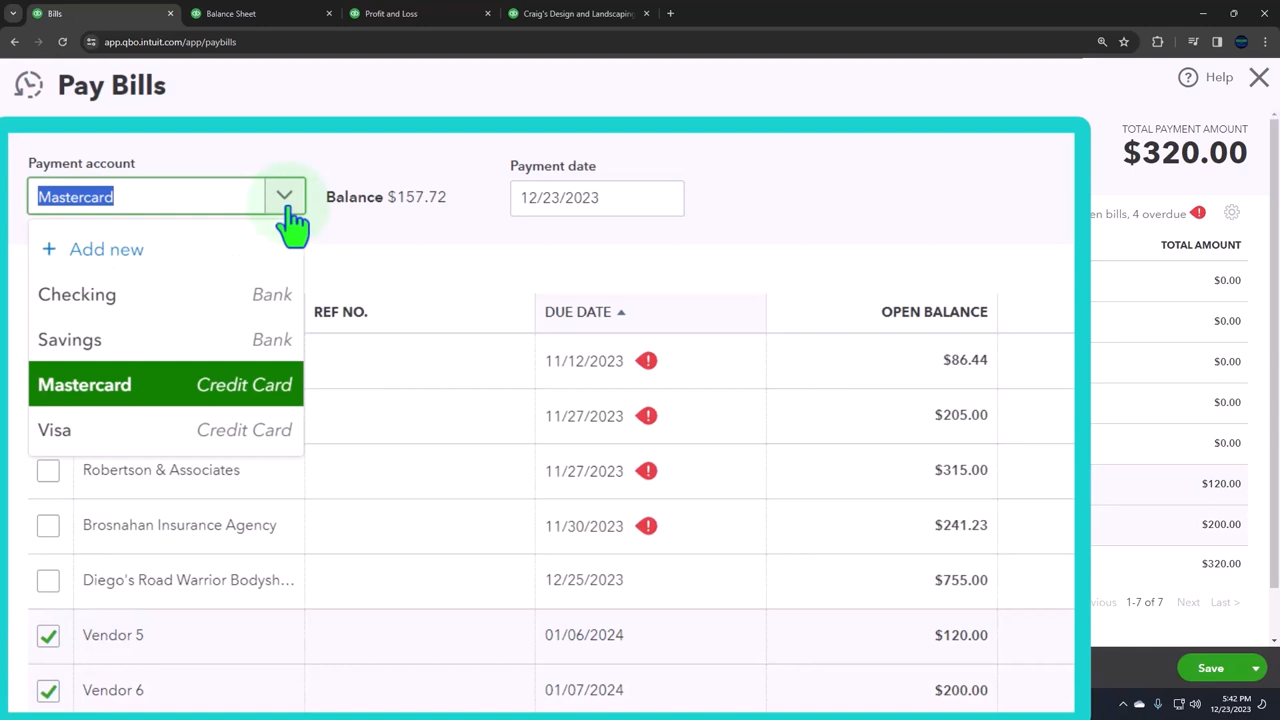 Bills
Balance Sheet
Profit and Loss
Craig's Design and Landscaping
app.qbo.intuit.com/app/paybills
Pay Bills
Help
Payment account
Payment date
TOTAL PAYMENT AMOUNT
$320.00
Mastercard
Balance $157.72
12/23/2023
bills, 4 overdue
+ Add new
Checking Bank
Savings Bank
Mastercard Credit Card
Visa Credit Card
REF NO. DUE DATE OPEN BALANCE TOTAL AMOUNT
11/12/2023 $86.44 $0.00
11/27/2023 $205.00 $0.00
Robertson & Associates 11/27/2023 $315.00 $0.00
Brosnahan Insurance Agency 11/30/2023 $241.23 $0.00
Diego's Road Warrior Bodysh... 12/25/2023 $755.00 $0.00
Vendor 5 01/06/2024 $120.00 $120.00
Vendor 6 01/07/2024 $200.00 $200.00
$320.00
1-7 of 7 Next Last >
Save
5:42 PM
12/23/2023